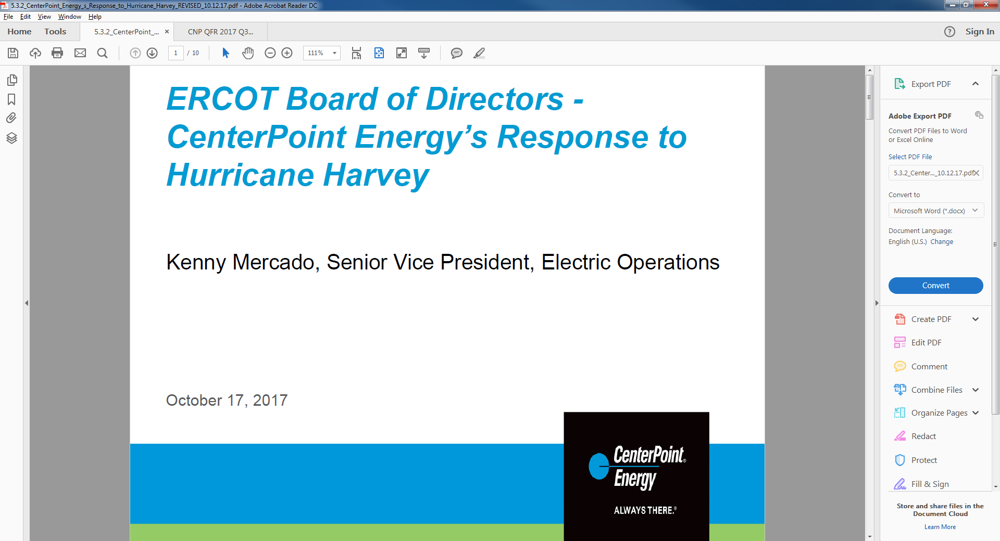 5.3.2_CenterPoint_Energy_s_Response_to_Hurricane_Harvey_REVISED_10.12.17.pdf - Adobe Acrobat Reader DC
File Edit View Window Help
Home Tools 5.3.2_CenterPoint_... × CNP QFR 2017 Q3... ? Sign In
1 / 10 111%
ERCOT Board of Directors -
CenterPoint Energy’s Response to
Hurricane Harvey
Kenny Mercado, Senior Vice President, Electric Operations
October 17, 2017
CenterPoint®
Energy
ALWAYS THERE.®
Export PDF
Adobe Export PDF
Convert PDF Files to Word
or Excel Online
Select PDF File
5.3.2_Center..._10.12.17.pdf
Convert to
Microsoft Word (*.docx)
Document Language:
English (U.S.) Change
Convert
Create PDF
Edit PDF
Comment
Combine Files
Organize Pages
Redact
Protect
Fill & Sign
Store and share files in the
Document Cloud
Learn More